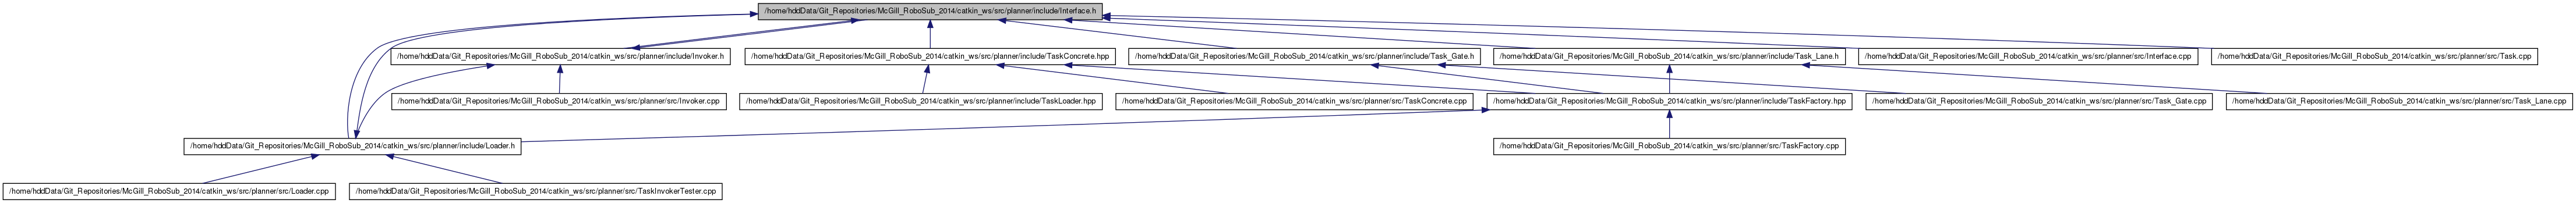 /home/hddData/Git_Repositories/McGill_RoboSub_2014/catkin_ws/src/planner/include/Interface.h
/home/hddData/Git_Repositories/McGill_RoboSub_2014/catkin_ws/src/planner/include/Invoker.h
/home/hddData/Git_Repositories/McGill_RoboSub_2014/catkin_ws/src/planner/include/TaskConcrete.hpp
/home/hddData/Git_Repositories/McGill_RoboSub_2014/catkin_ws/src/planner/include/Task_Gate.h
/home/hddData/Git_Repositories/McGill_RoboSub_2014/catkin_ws/src/planner/include/Task_Lane.h
/home/hddData/Git_Repositories/McGill_RoboSub_2014/catkin_ws/src/planner/src/Interface.cpp
/home/hddData/Git_Repositories/McGill_RoboSub_2014/catkin_ws/src/planner/src/Task.cpp
/home/hddData/Git_Repositories/McGill_RoboSub_2014/catkin_ws/src/planner/src/Invoker.cpp
/home/hddData/Git_Repositories/McGill_RoboSub_2014/catkin_ws/src/planner/include/TaskLoader.hpp
/home/hddData/Git_Repositories/McGill_RoboSub_2014/catkin_ws/src/planner/src/TaskConcrete.cpp
/home/hddData/Git_Repositories/McGill_RoboSub_2014/catkin_ws/src/planner/include/TaskFactory.hpp
/home/hddData/Git_Repositories/McGill_RoboSub_2014/catkin_ws/src/planner/src/Task_Gate.cpp
/home/hddData/Git_Repositories/McGill_RoboSub_2014/catkin_ws/src/planner/src/Task_Lane.cpp
/home/hddData/Git_Repositories/McGill_RoboSub_2014/catkin_ws/src/planner/include/Loader.h
/home/hddData/Git_Repositories/McGill_RoboSub_2014/catkin_ws/src/planner/src/TaskFactory.cpp
/home/hddData/Git_Repositories/McGill_RoboSub_2014/catkin_ws/src/planner/src/Loader.cpp
/home/hddData/Git_Repositories/McGill_RoboSub_2014/catkin_ws/src/planner/src/TaskInvokerTester.cpp